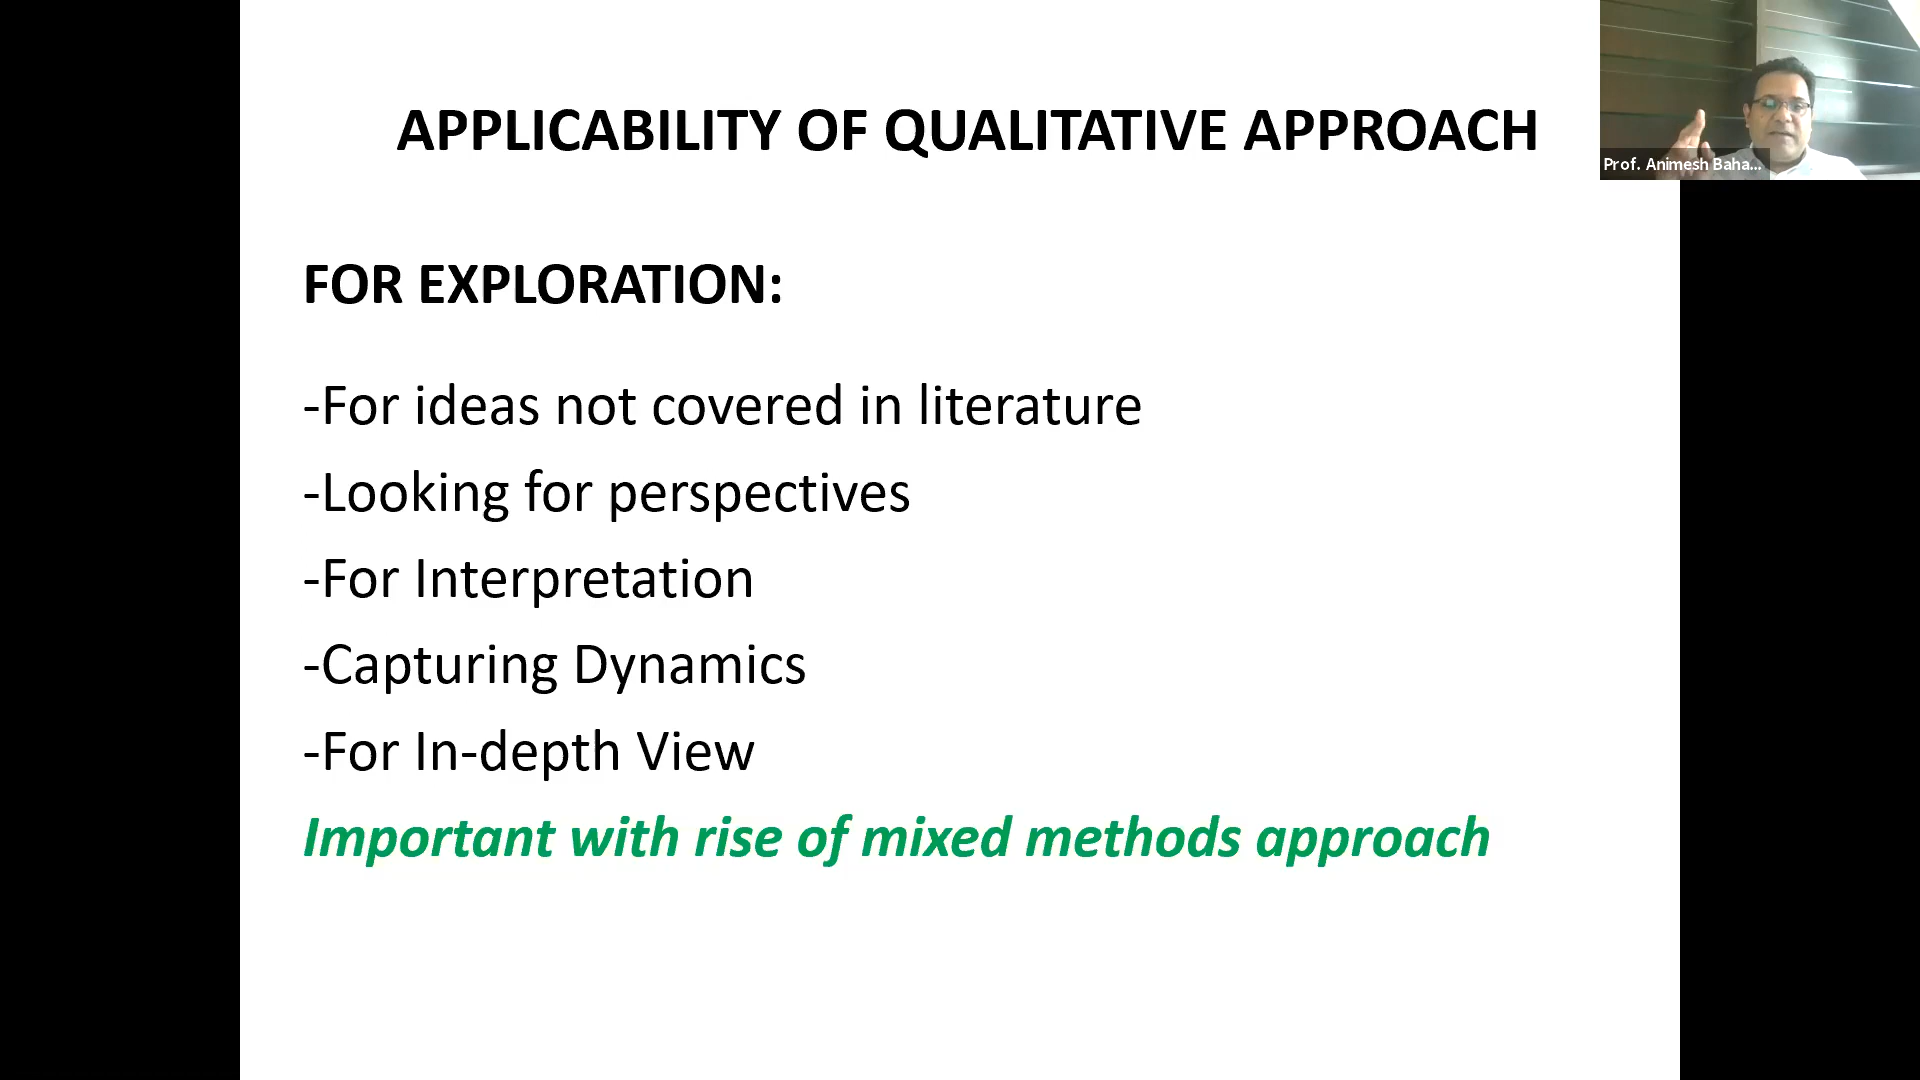 APPLICABILITY OF QUALITATIVE APPROACH
Prof. Animesh Baha...
FOR EXPLORATION:
-For ideas not covered in literature
-Looking for perspectives
-For Interpretation
-Capturing Dynamics
-For In-depth View
Important with rise of mixed methods approach